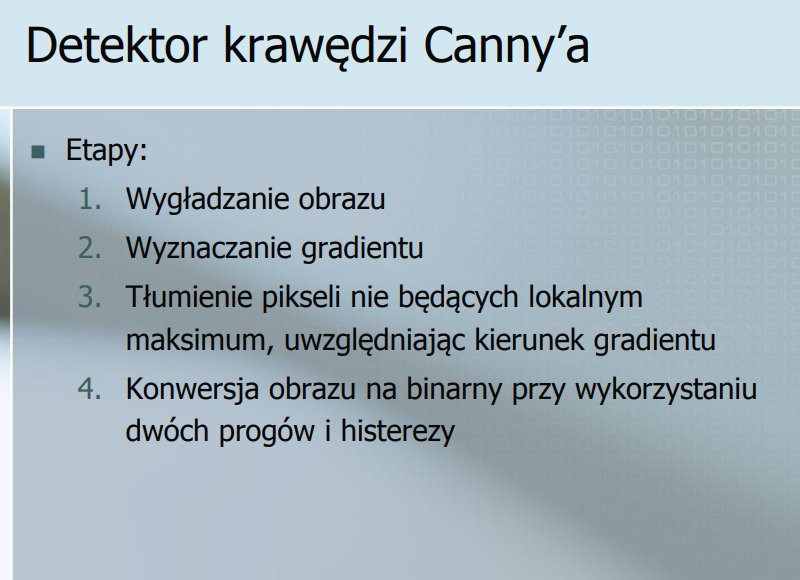 Detektor krawędzi Canny’a
Etapy:
1. Wygładzanie obrazu
2. Wyznaczanie gradientu
3. Tłumienie pikseli nie będących lokalnym
maksimum, uwzględniając kierunek gradientu
4. Konwersja obrazu na binarny przy wykorzystaniu
dwóch progów i histerezy